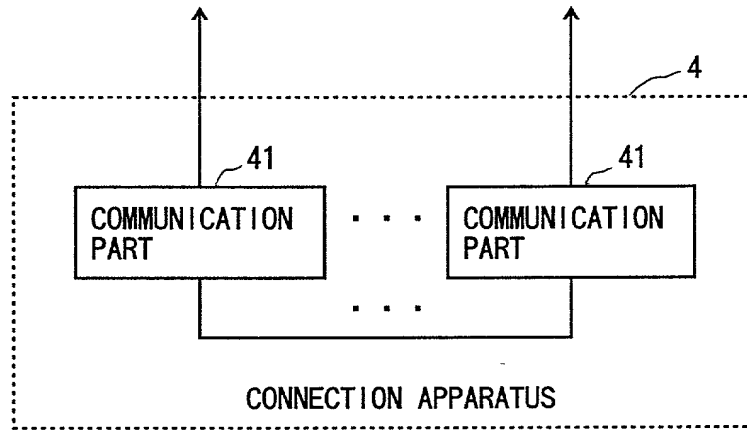 4
41
41
COMMUNICATION
PART
. . .
COMMUNICATION
PART
. . .
CONNECTION APPARATUS